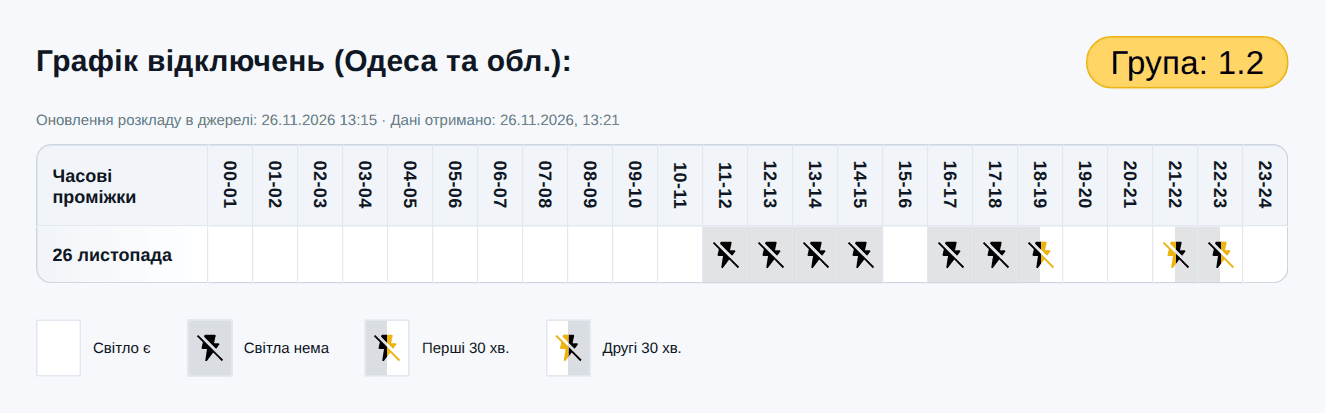 Графік відключень (Одеса та обл.):
Група: 1.2
Оновлення розкладу в джерелі: 26.11.2026 13:15 · Дані отримано: 26.11.2026, 13:21
Часові
проміжки
00-01
01-02
02-03
03-04
04-05
05-06
06-07
07-08
08-09
09-10
10-11
11-12
12-13
13-14
14-15
15-16
16-17
17-18
18-19
19-20
20-21
21-22
22-23
23-24
26 листопада
Світло є
Світла нема
Перші 30 хв.
Другі 30 хв.